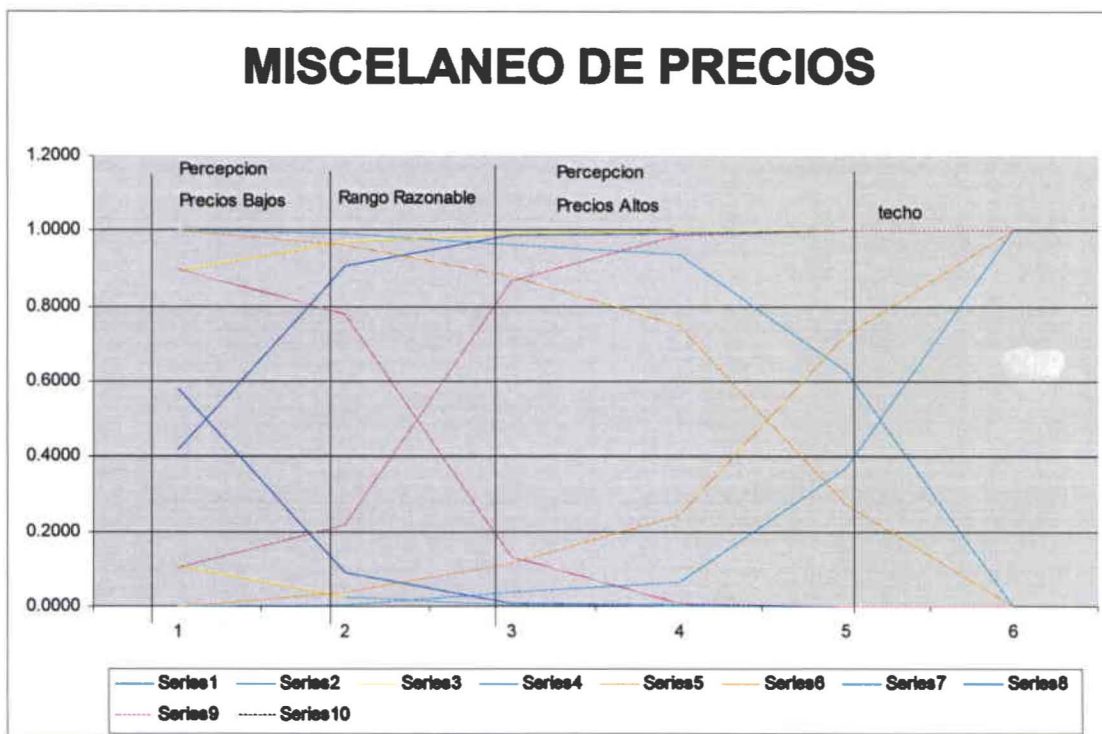 MISCELANEO DE PRECIOS
1.2000
1.0000
0.8000
0.6000
0.4000
0.2000
0.0000
Percepcion
Precios Bajos
Rango Razonable
Percepcion
Precios Altos
techo
1 2 3 4 5 6
Series1 Series2 Series3 Series4 Series5 Series6 Series7 Series8
Series9 Series10